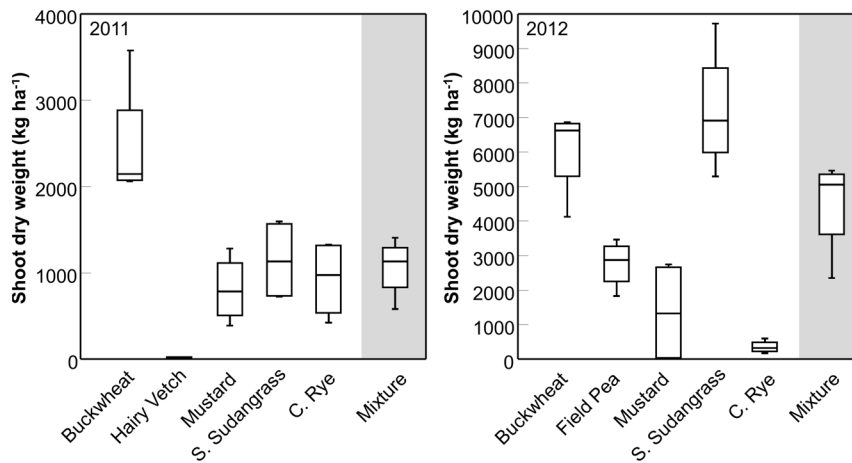 2011
Shoot dry weight (kg ha⁻¹)
4000
3000
2000
1000
0
Buckwheat
Hairy Vetch
Mustard
S. Sudangrass
C. Rye
Mixture
2012
Shoot dry weight (kg ha⁻¹)
10000
9000
8000
7000
6000
5000
4000
3000
2000
1000
0
Buckwheat
Field Pea
Mustard
S. Sudangrass
C. Rye
Mixture